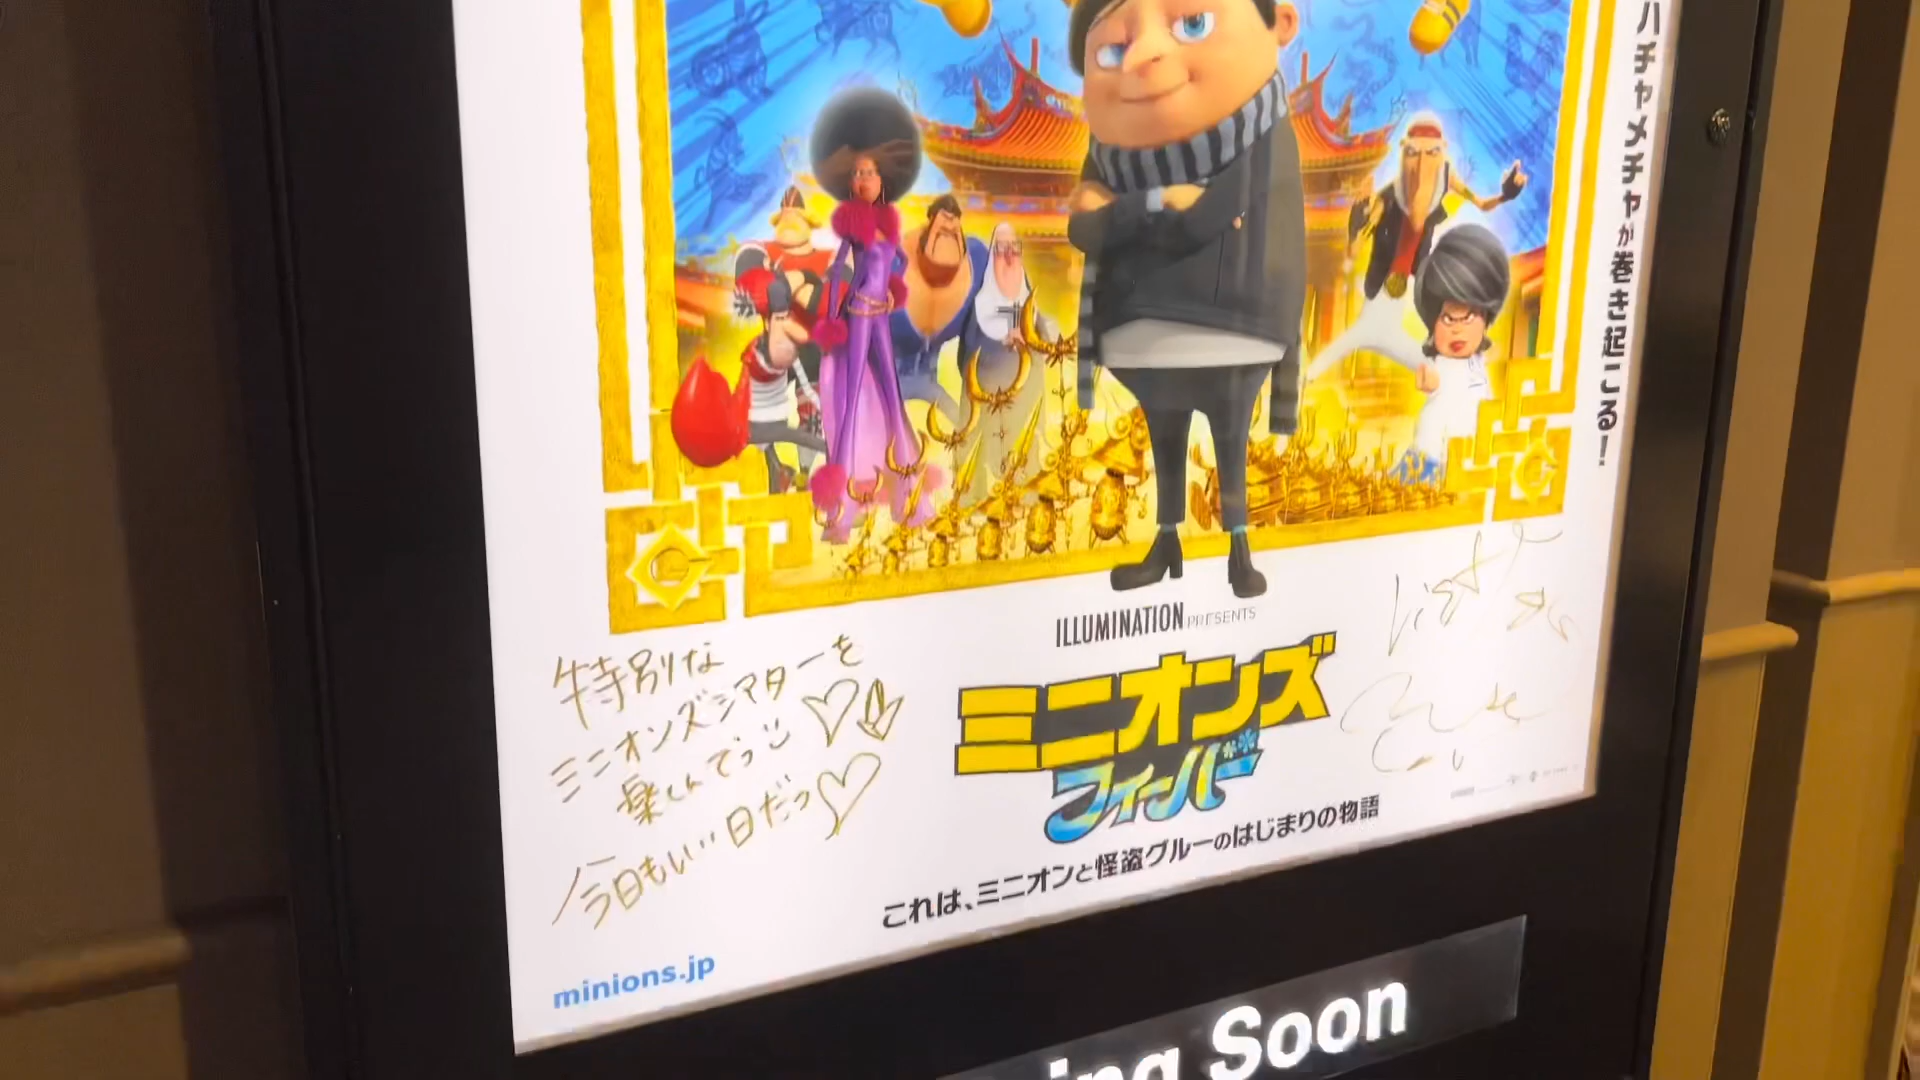 ハチャメチャが巻き起こる！
ILLUMINATION PRESENTS
ミニオンズ
フィーバー
これは、ミニオンと怪盗グルーのはじまりの物語
特別な
ミニオンズシアターを
楽しんでっ
今日もいい日だっ
minions.jp
Soon